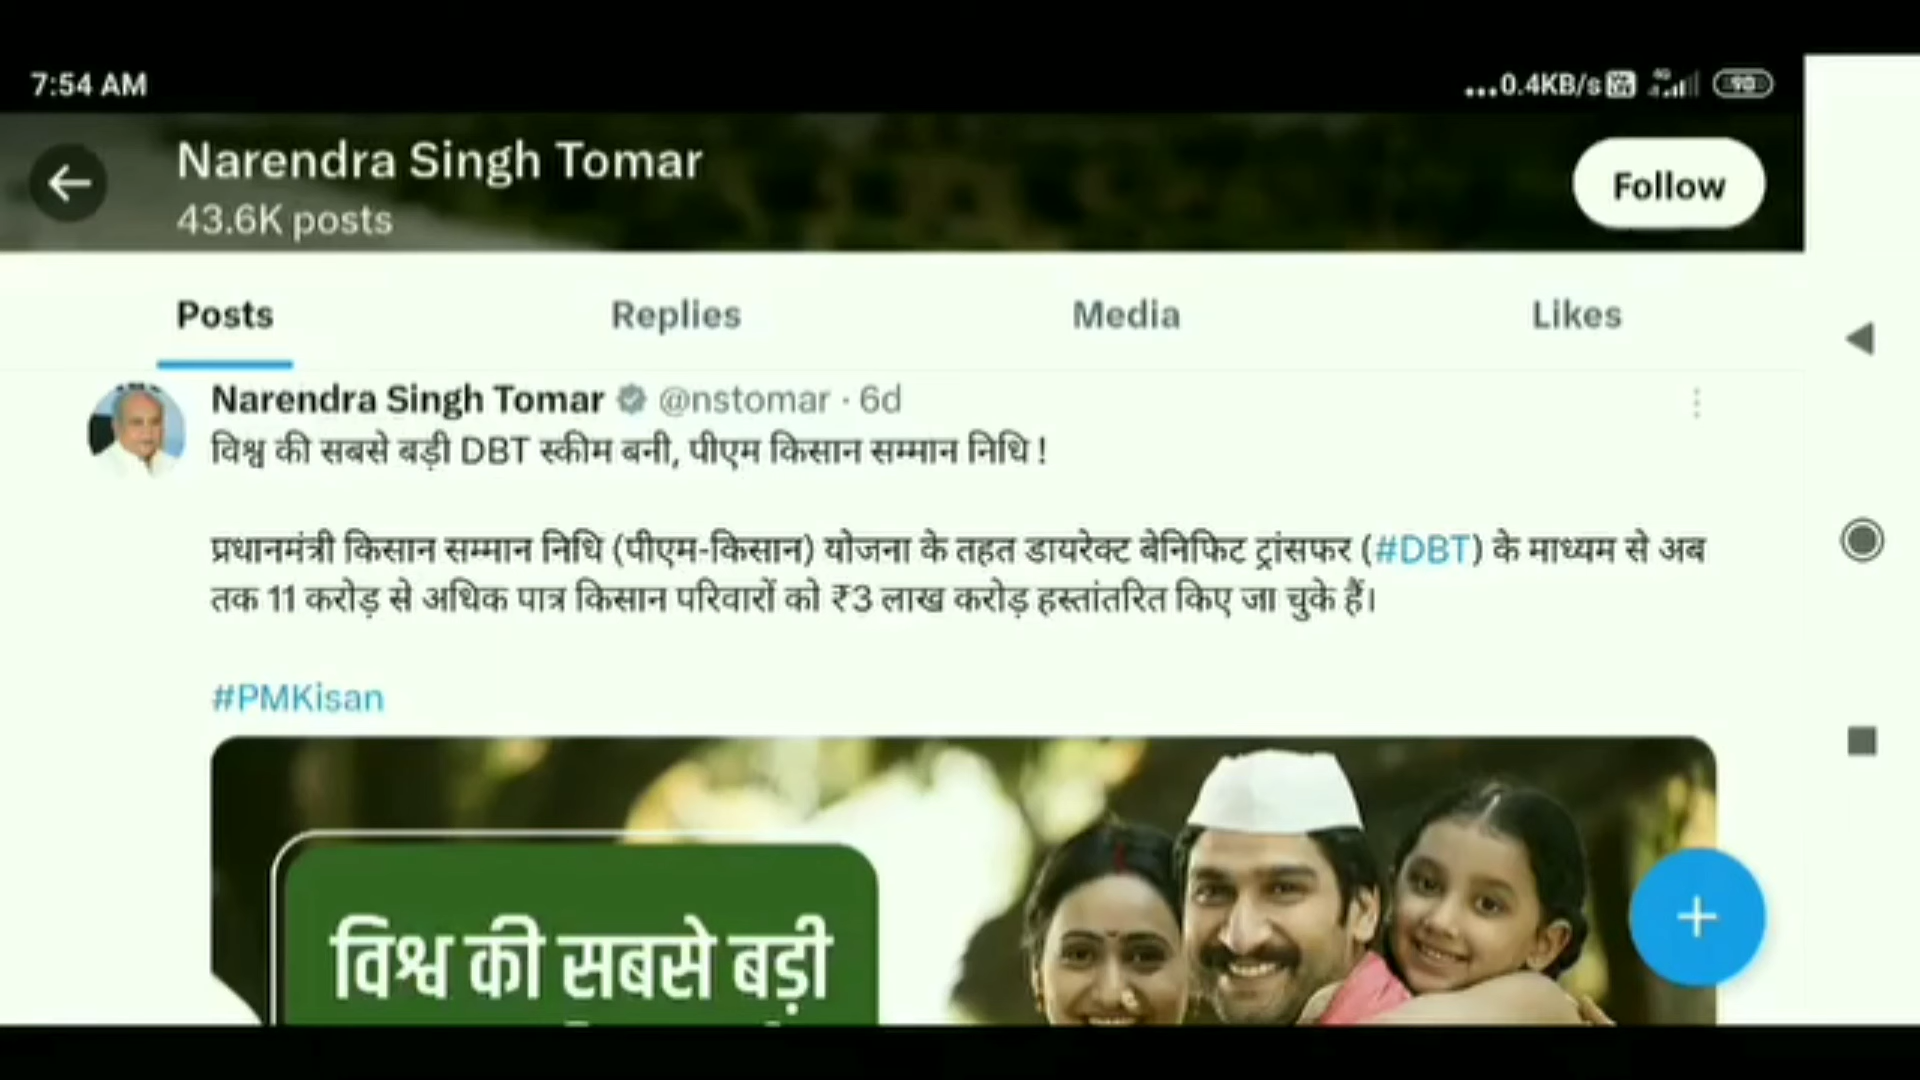 7:54 AM
...0.4KB/s 4G 90
Narendra Singh Tomar
43.6K posts
Follow
Posts Replies Media Likes
Narendra Singh Tomar @nstomar · 6d
विश्व की सबसे बड़ी DBT स्कीम बनी, पीएम किसान सम्मान निधि !
प्रधानमंत्री किसान सम्मान निधि (पीएम-किसान) योजना के तहत डायरेक्ट बेनिफिट ट्रांसफर (#DBT) के माध्यम से अब
तक 11 करोड़ से अधिक पात्र किसान परिवारों को ₹3 लाख करोड़ हस्तांतरित किए जा चुके हैं।
#PMKisan
विश्व की सबसे बड़ी